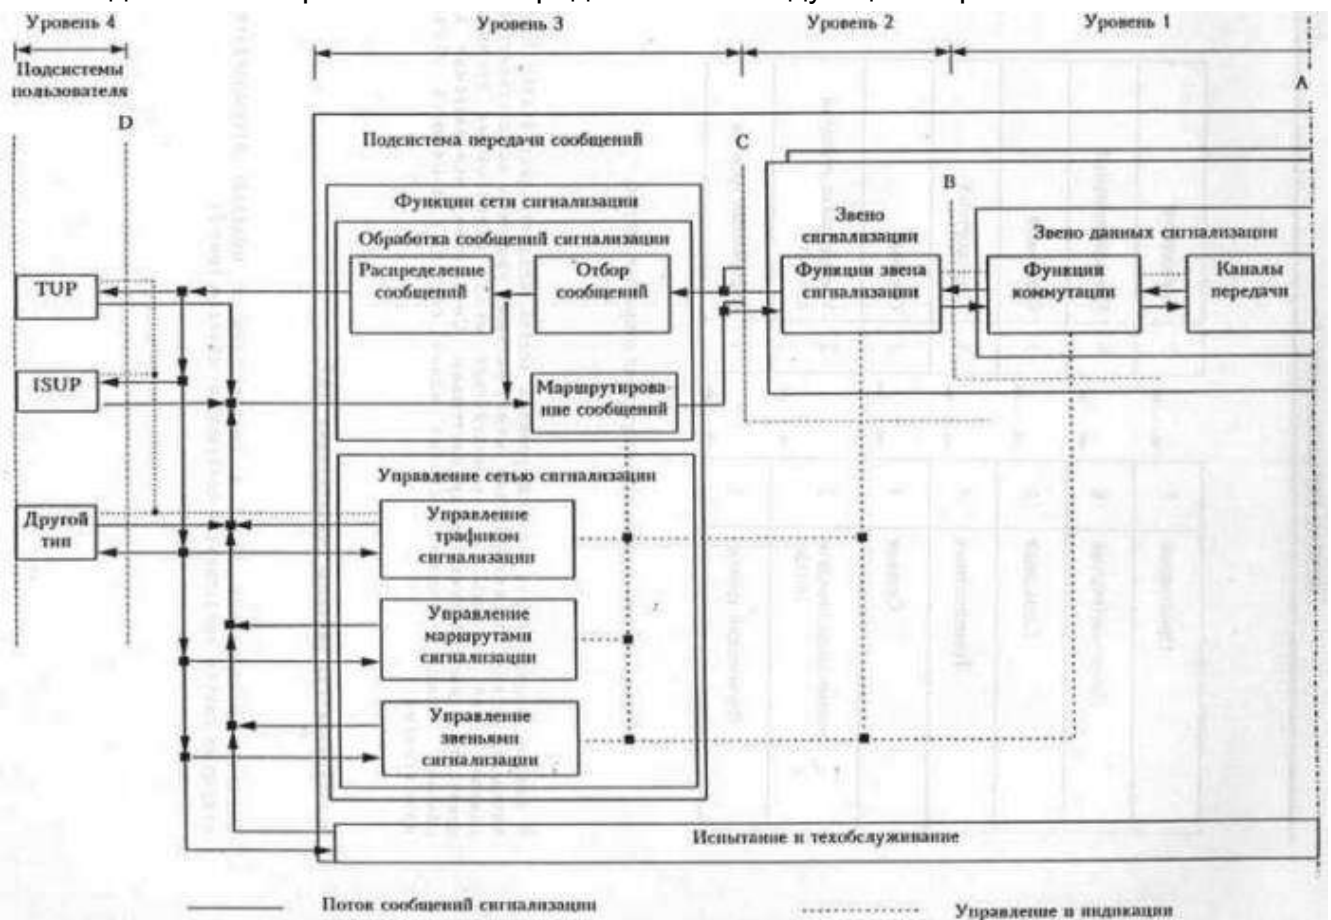 Уровень 4
Уровень 3
Уровень 2
Уровень 1
Подсистемы
пользователя
A
D
Подсистема передачи сообщений
C
B
Функции сети сигнализации
Звено
сигнализации
Обработка сообщений сигнализации
Звено данных сигнализации
TUP
Распределение
сообщений
Отбор
сообщений
Функции звена
сигнализации
Функции
коммутации
Каналы
передачи
ISUP
Маршрутирова-
ние сообщений
Управление сетью сигнализации
Другой
тип
Управление
трафиком
сигнализации
Управление
маршрутами
сигнализации
Управление
звеньями
сигнализации
Испытание и техобслуживание
Поток сообщений сигнализации
Управление и индикации